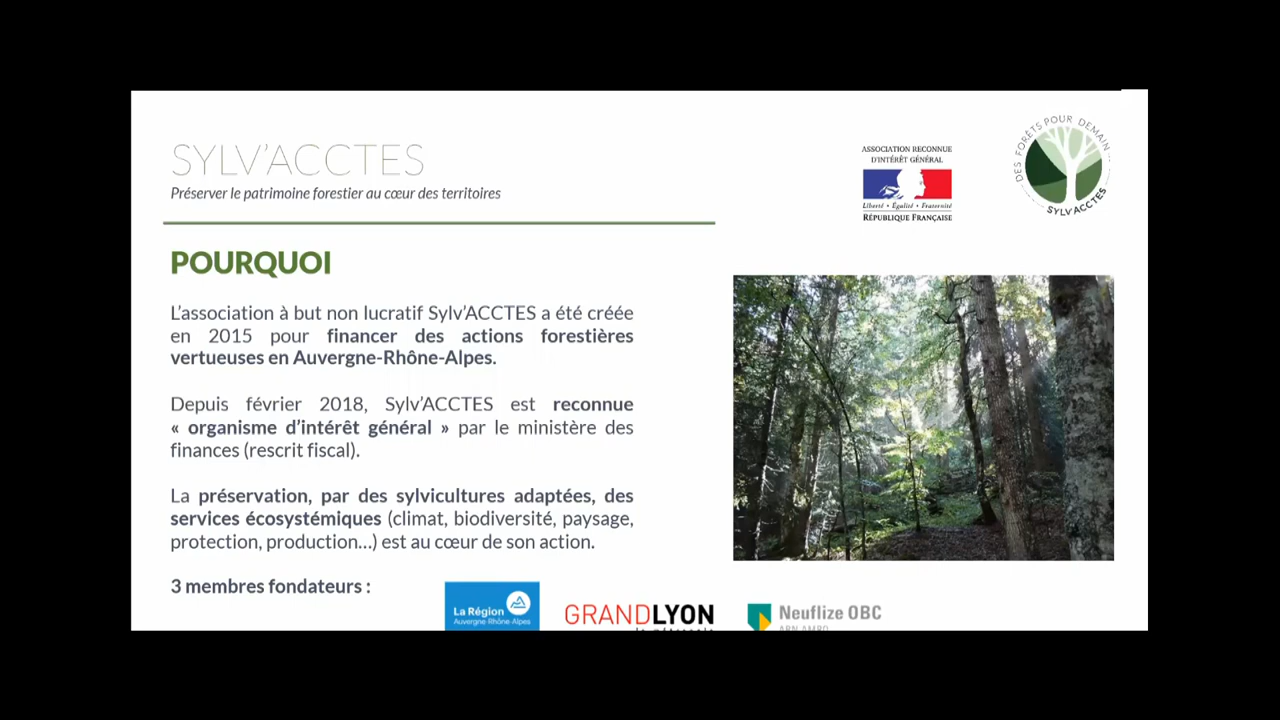 SYLV'ACCTES
Préserver le patrimoine forestier au cœur des territoires
ASSOCIATION RECONNUE
D'INTÉRÊT GÉNÉRAL
Liberté • Égalité • Fraternité
RÉPUBLIQUE FRANÇAISE
DES FORÊTS POUR DEMAIN
SYLV'ACCTES
POURQUOI
L'association à but non lucratif Sylv'ACCTES a été créée
en 2015 pour financer des actions forestières
vertueuses en Auvergne-Rhône-Alpes.
Depuis février 2018, Sylv'ACCTES est reconnue
« organisme d'intérêt général » par le ministère des
finances (rescrit fiscal).
La préservation, par des sylvicultures adaptées, des
services écosystémiques (climat, biodiversité, paysage,
protection, production...) est au cœur de son action.
3 membres fondateurs :
La Région
Auvergne-Rhône-Alpes
GRANDLYON
Neuflize OBC